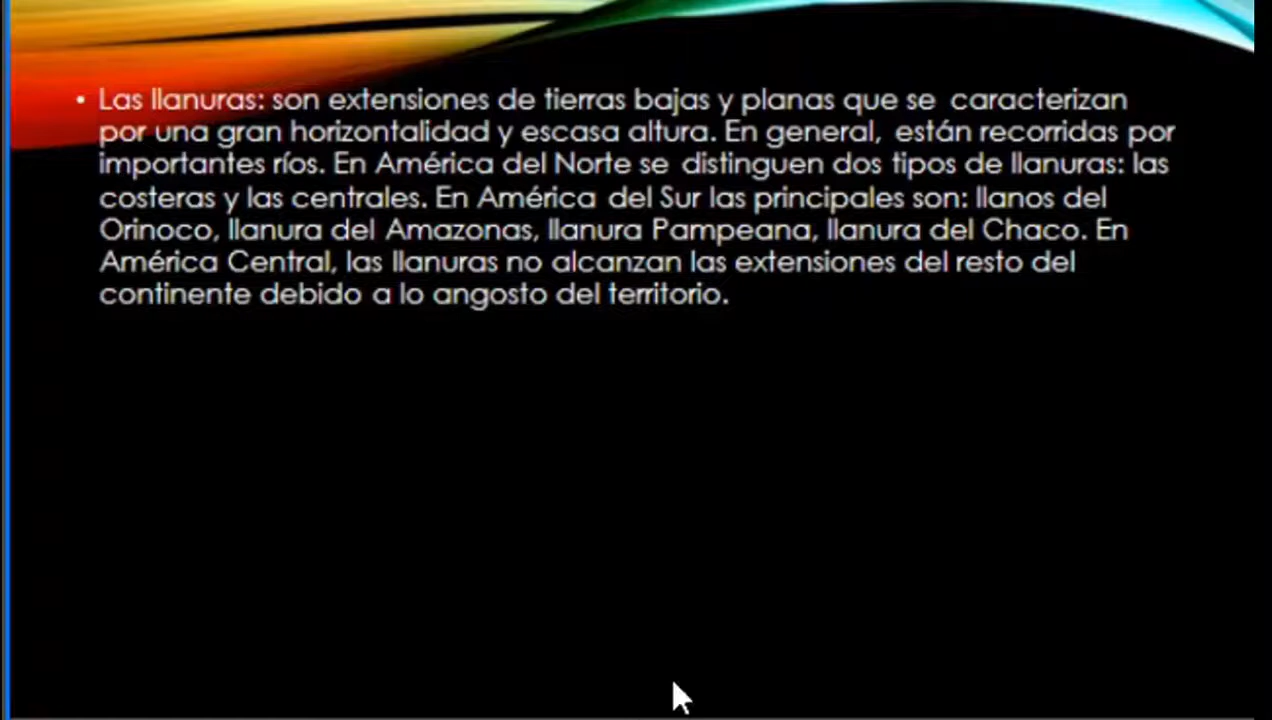 • Las llanuras: son extensiones de tierras bajas y planas que se caracterizan
por una gran horizontalidad y escasa altura. En general, están recorridas por
importantes ríos. En América del Norte se distinguen dos tipos de llanuras: las
costeras y las centrales. En América del Sur las principales son: llanos del
Orinoco, llanura del Amazonas, llanura Pampeana, llanura del Chaco. En
América Central, las llanuras no alcanzan las extensiones del resto del
continente debido a lo angosto del territorio.